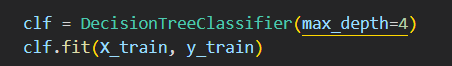 clf = DecisionTreeClassifier(max_depth=4)
clf.fit(X_train, y_train)